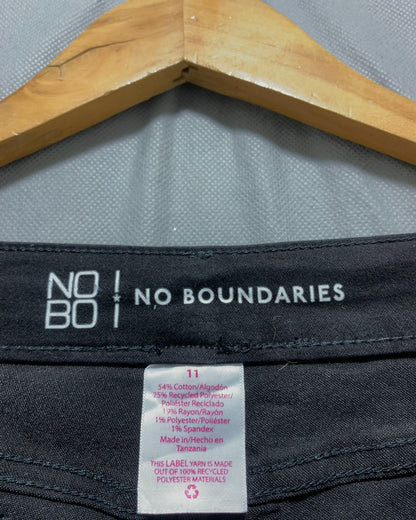 NO
BO
NO BOUNDARIES
11
54% Cotton/Algodón
25% Recycled Polyester/
Poliéster Reciclado
19% Rayon/Rayón
1% Polyester/Poliéster
1% Spandex
Made in/Hecho en
Tanzania
THIS LABEL YARN IS MADE
OUT OF 100% RECYCLED
POLYESTER MATERIALS